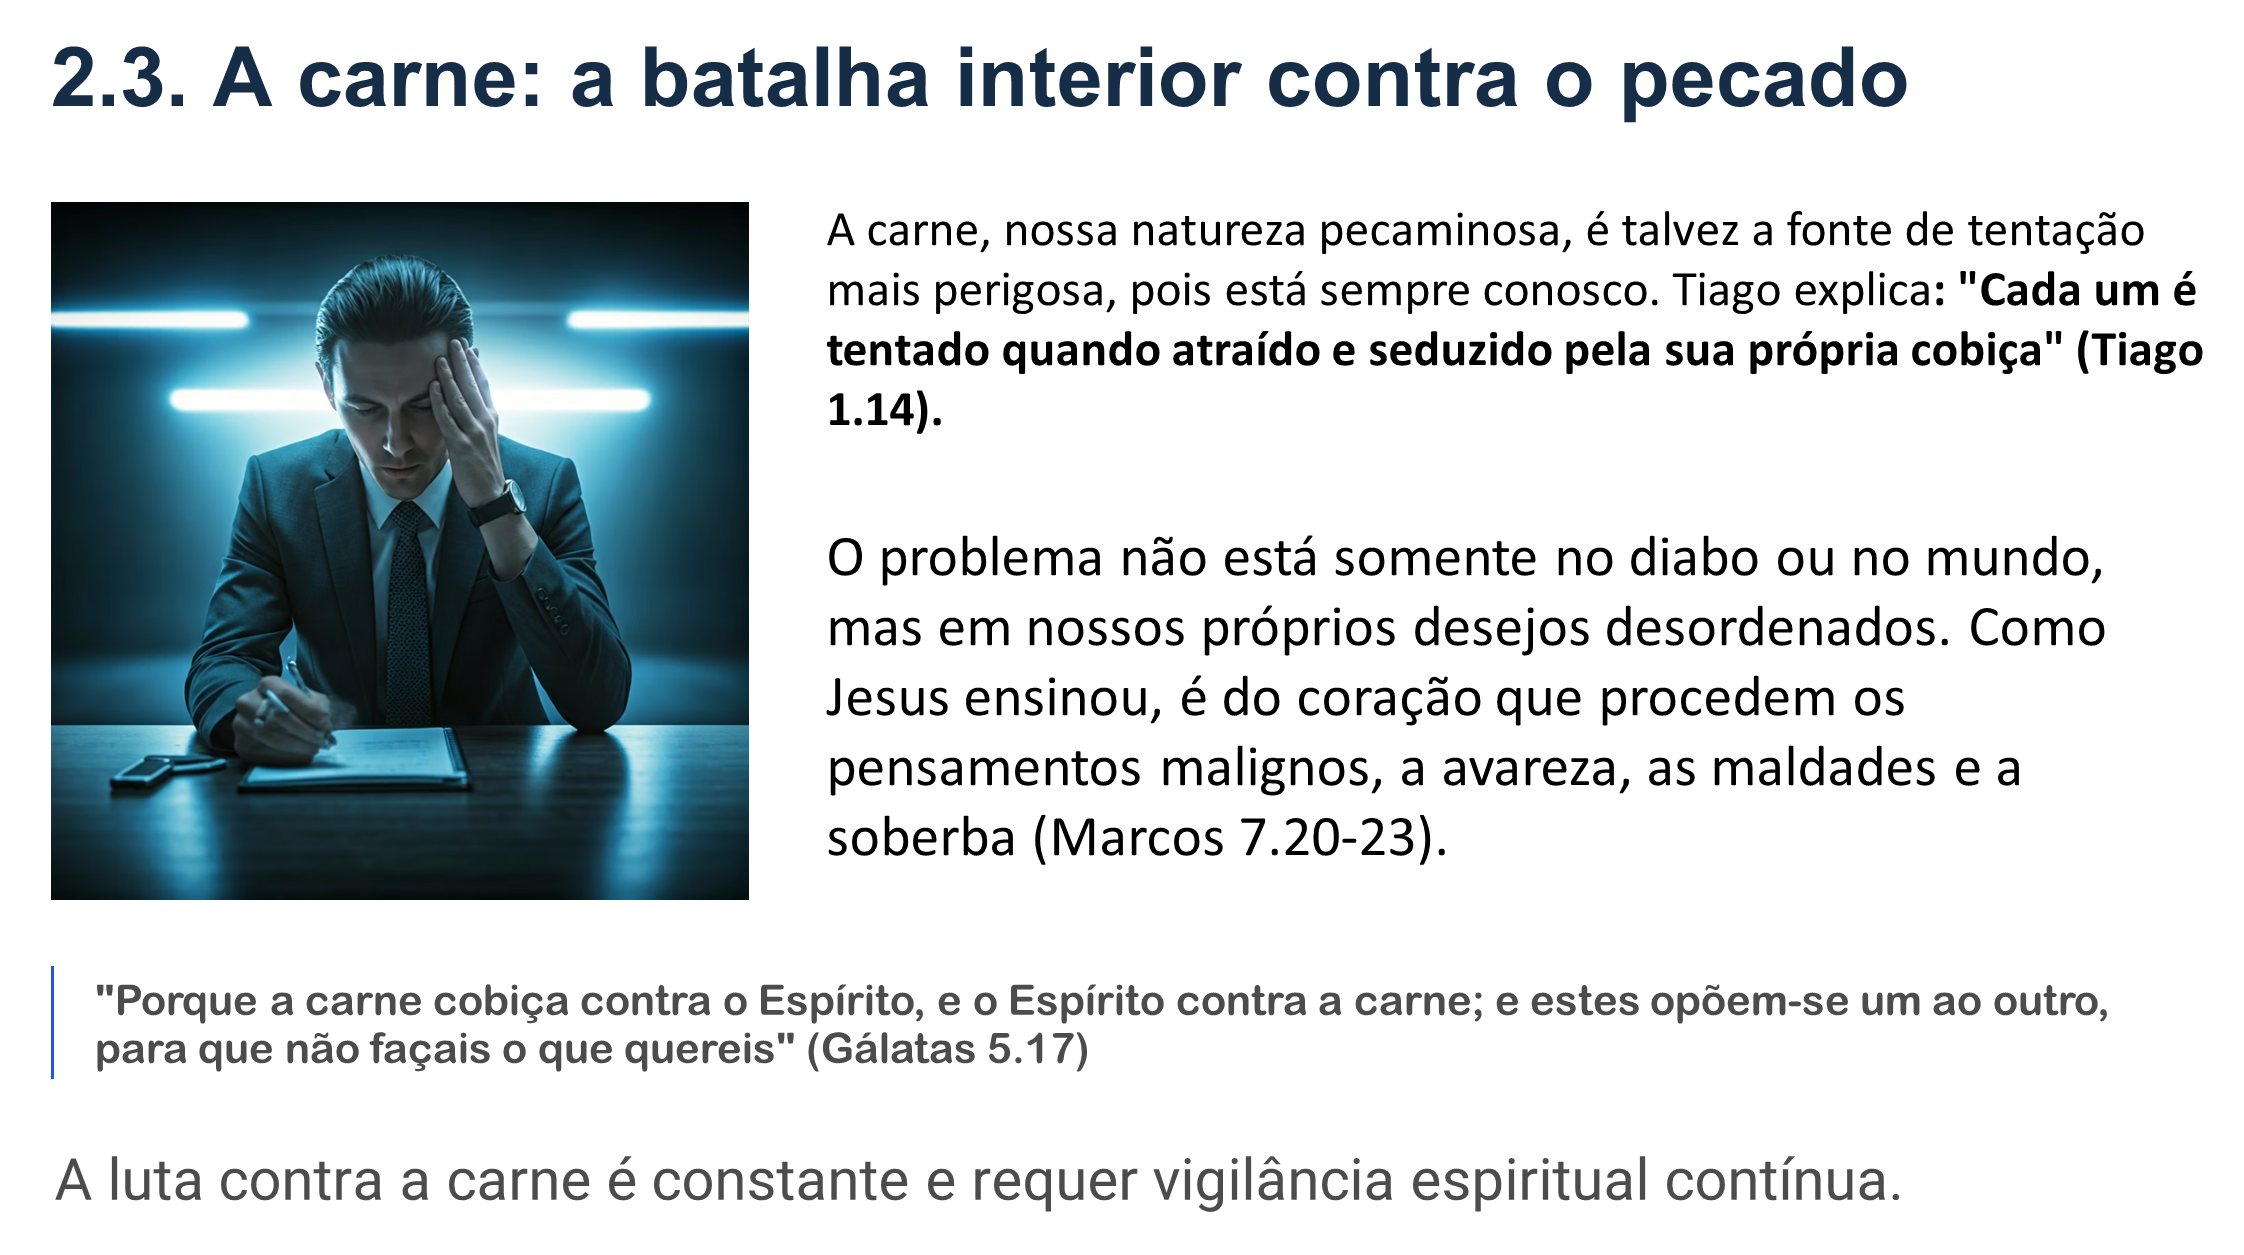 2.3. A carne: a batalha interior contra o pecado
A carne, nossa natureza pecaminosa, é talvez a fonte de tentação
mais perigosa, pois está sempre conosco. Tiago explica: "Cada um é
tentado quando atraído e seduzido pela sua própria cobiça" (Tiago
1.14).
O problema não está somente no diabo ou no mundo,
mas em nossos próprios desejos desordenados. Como
Jesus ensinou, é do coração que procedem os
pensamentos malignos, a avareza, as maldades e a
soberba (Marcos 7.20-23).
"Porque a carne cobiça contra o Espírito, e o Espírito contra a carne; e estes opõem-se um ao outro,
para que não façais o que quereis" (Gálatas 5.17)
A luta contra a carne é constante e requer vigilância espiritual contínua.